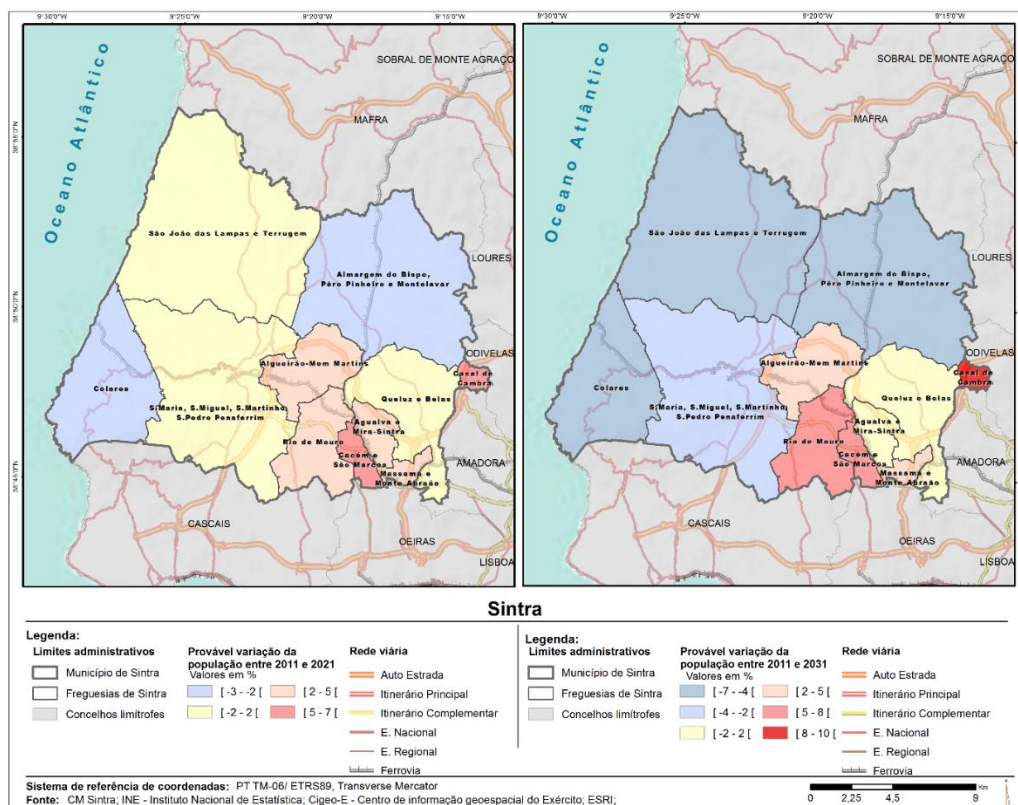 9°30'0"W 9°25'0"W 9°20'0"W 9°15'0"W
9°30'0"W 9°25'0"W 9°20'0"W 9°15'0"W
38°55'0"N
38°50'0"N
38°45'0"N
Oceano Atlântico
SOBRAL DE MONTE AGRAÇO
MAFRA
São João das Lampas e Terrugem
LOURES
Almargem do Bispo,
Pêro Pinheiro e Montelavar
ODIVELAS
Casal de
Cambra
Algueirão-Mem Martins
Colares
Queluz e Belas
S.Maria, S.Miguel, S.Martinho,
S.Pedro Penaferrim
Agualva e
Mira-Sintra
Rio de Mouro
Cacém e
São Marcos
AMADORA
Massamá e
Monte Abraão
CASCAIS
OEIRAS
LISBOA
Oceano Atlântico
SOBRAL DE MONTE AGRAÇO
MAFRA
São João das Lampas e Terrugem
LOURES
Almargem do Bispo,
Pêro Pinheiro e Montelavar
ODIVELAS
Casal de
Cambra
Algueirão-Mem Martins
Colares
Queluz e Belas
S.Maria, S.Miguel, S.Martinho,
S.Pedro Penaferrim
Agualva e
Mira-Sintra
Rio de Mouro
Cacém e
São Marcos
AMADORA
Massamá e
Monte Abraão
CASCAIS
OEIRAS
LISBOA
Sintra
Legenda:
Limites administrativos
Município de Sintra
Freguesias de Sintra
Concelhos limítrofes
Provável variação da
população entre 2011 e 2021
Valores em %
[ -3 - -2 [
[ -2 - 2 [
[ 2 - 5 [
[ 5 - 7 [
Rede viária
Auto Estrada
Itinerário Principal
Itinerário Complementar
E. Nacional
E. Regional
Ferrovia
Legenda:
Limites administrativos
Município de Sintra
Freguesias de Sintra
Concelhos limítrofes
Provável variação da
população entre 2011 e 2031
Valores em %
[ -7 - -4 [
[ -4 - -2 [
[ -2 - 2 [
[ 2 - 5 [
[ 5 - 8 [
[ 8 - 10 [
Rede viária
Auto Estrada
Itinerário Principal
Itinerário Complementar
E. Nacional
E. Regional
Ferrovia
Sistema de referência de coordenadas: PT TM-06/ ETRS89, Transverse Mercator
Fonte: CM Sintra; INE - Instituto Nacional de Estatística; Cigeo-E - Centro de informação geoespacial do Exército; ESRI;
Km
0 2,25 4,5 9